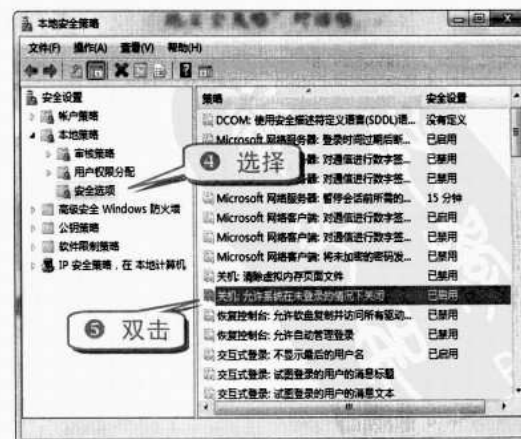 本地安全策略
文件(F) 操作(A) 查看(V) 帮助(H)
安全设置
帐户策略
本地策略
审核策略
用户权限分配
安全选项
高级安全 Windows 防火墙
公钥策略
软件限制策略
IP 安全策略，在 本地计算机
❹ 选择
❺ 双击
策略 安全设置
DCOM: 使用安全描述符定义语言(SDDL)语... 没有定义
Microsoft 网络服务器: 登录时间过期后断... 已启用
Microsoft 网络服务器: 对通信进行数字签... 已禁用
Microsoft 网络服务器: 对通信进行数字签... 已禁用
Microsoft 网络服务器: 暂停会话前所需的... 15 分钟
Microsoft 网络客户端: 对通信进行数字签... 已启用
Microsoft 网络客户端: 对通信进行数字签... 已禁用
Microsoft 网络客户端: 将未加密的密码发... 已禁用
关机: 清除虚拟内存页面文件 已禁用
关机: 允许系统在未登录的情况下关闭 已启用
恢复控制台: 允许软盘复制并访问所有驱动... 已禁用
恢复控制台: 允许自动管理登录 已禁用
交互式登录: 不显示最后的用户名 已启用
交互式登录: 试图登录的用户的消息标题
交互式登录: 试图登录的用户的消息文本